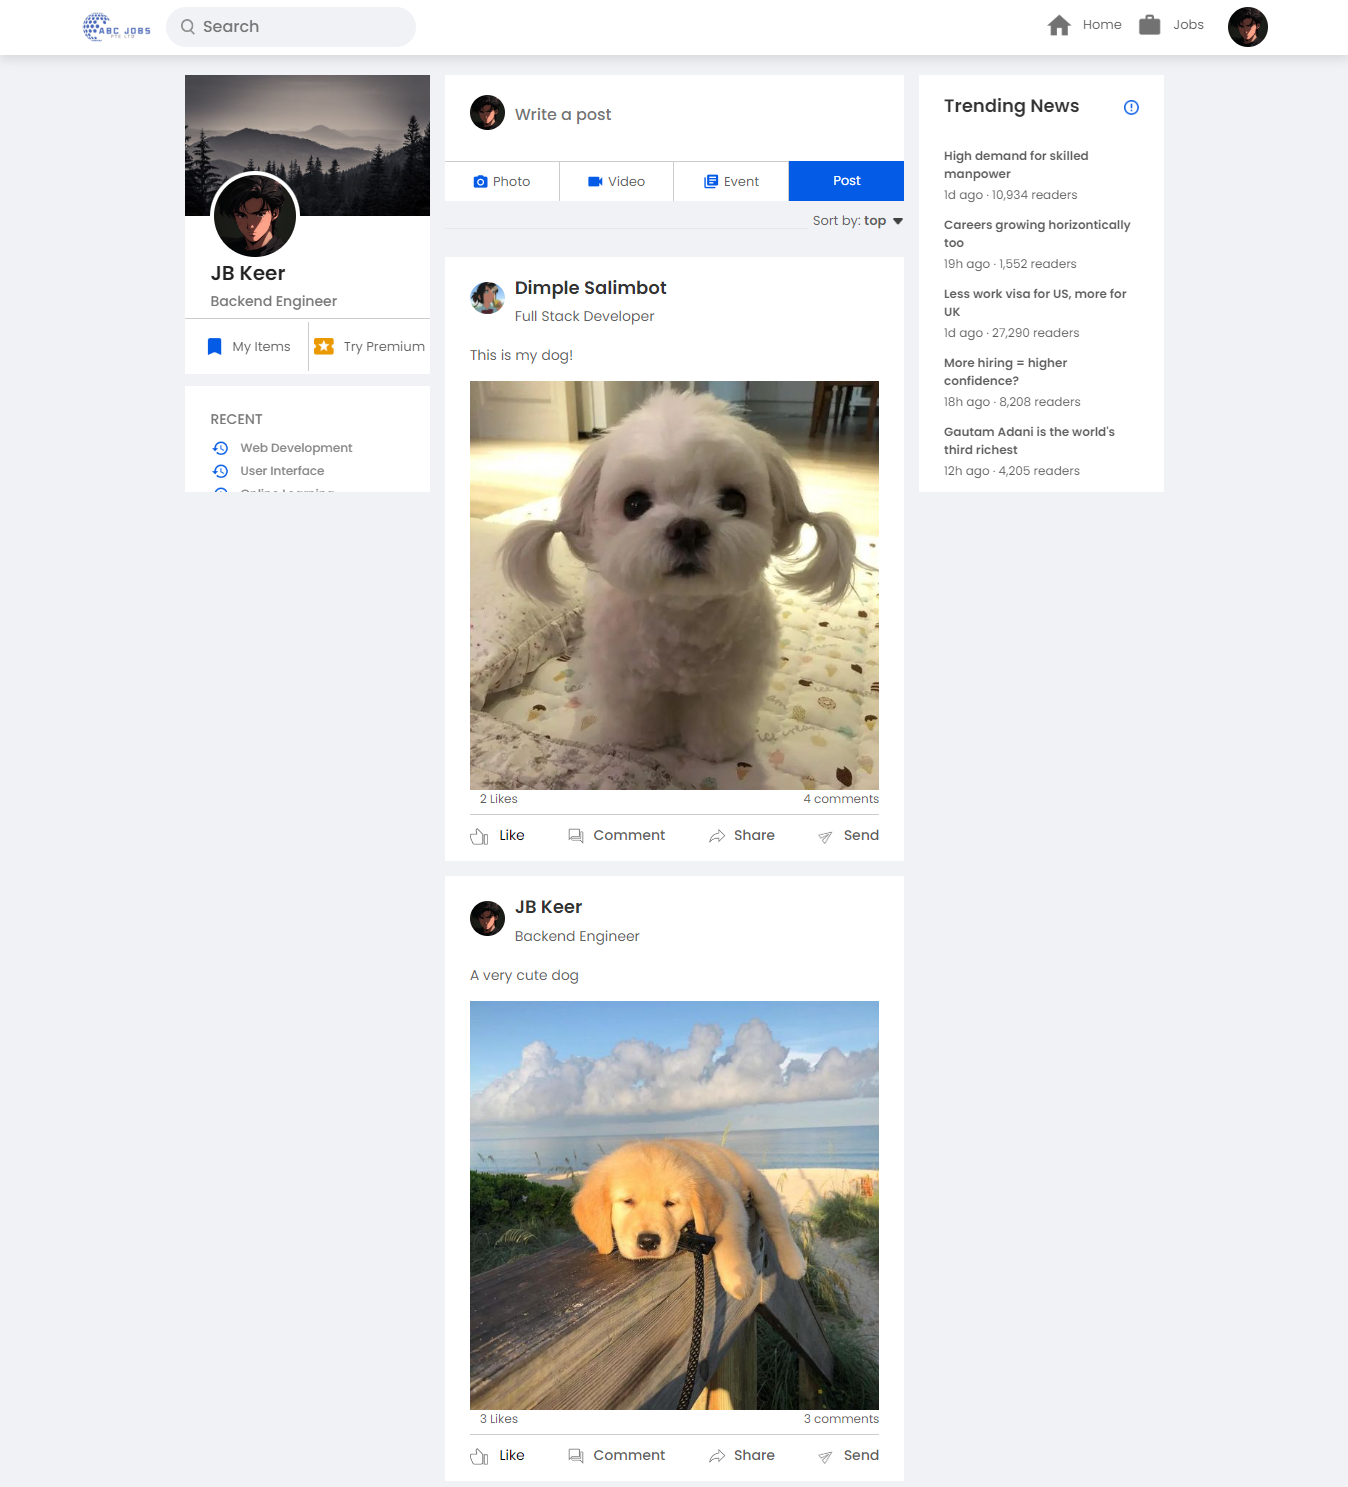 ABC JOBS
PTE LTD
Search
Home
Jobs
JB Keer
Backend Engineer
My Items
Try Premium
RECENT
Web Development
User Interface
Online Learning
Write a post
Photo
Video
Event
Post
Sort by: top
Dimple Salimbot
Full Stack Developer
This is my dog!
2 Likes
4 comments
Like
Comment
Share
Send
JB Keer
Backend Engineer
A very cute dog
3 Likes
3 comments
Like
Comment
Share
Send
Trending News
High demand for skilled
manpower
1d ago · 10,934 readers
Careers growing horizontically
too
19h ago · 1,552 readers
Less work visa for US, more for
UK
1d ago · 27,290 readers
More hiring = higher
confidence?
18h ago · 8,208 readers
Gautam Adani is the world's
third richest
12h ago · 4,205 readers